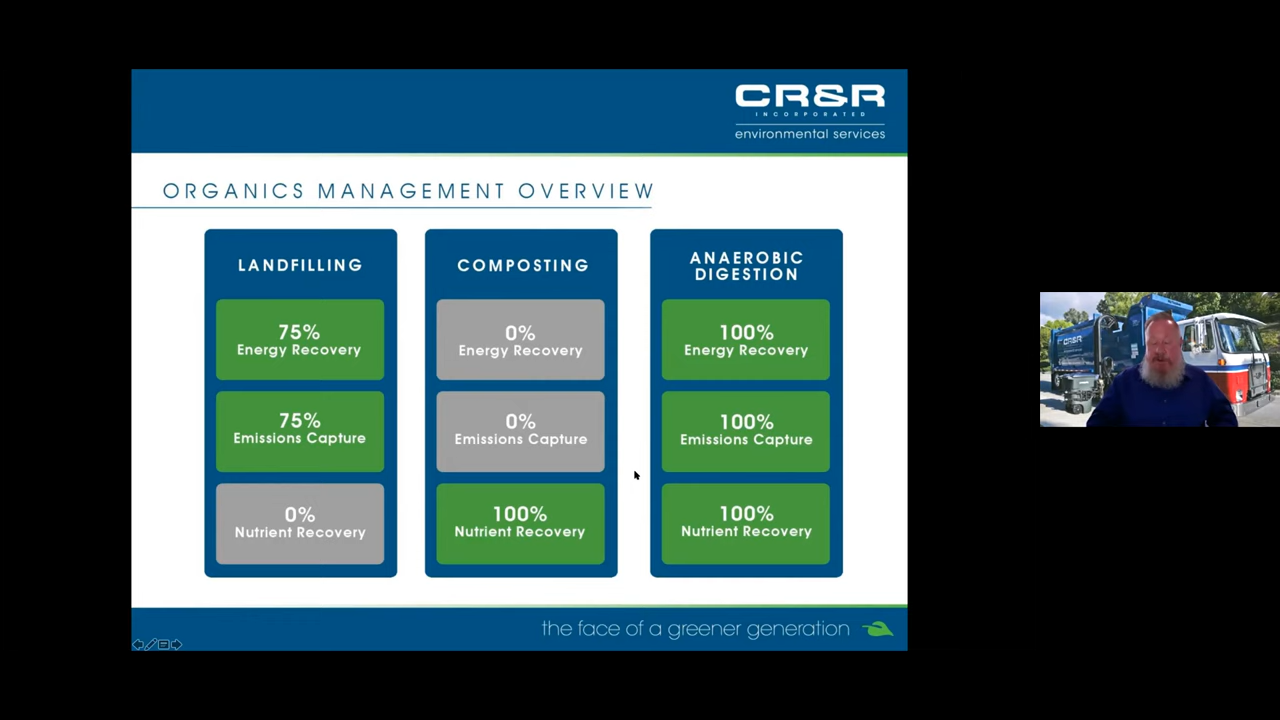 CR&R
INCORPORATED
environmental services
ORGANICS MANAGEMENT OVERVIEW
LANDFILLING
75%
Energy Recovery
75%
Emissions Capture
0%
Nutrient Recovery
COMPOSTING
0%
Energy Recovery
0%
Emissions Capture
100%
Nutrient Recovery
ANAEROBIC
DIGESTION
100%
Energy Recovery
100%
Emissions Capture
100%
Nutrient Recovery
the face of a greener generation
CR&R